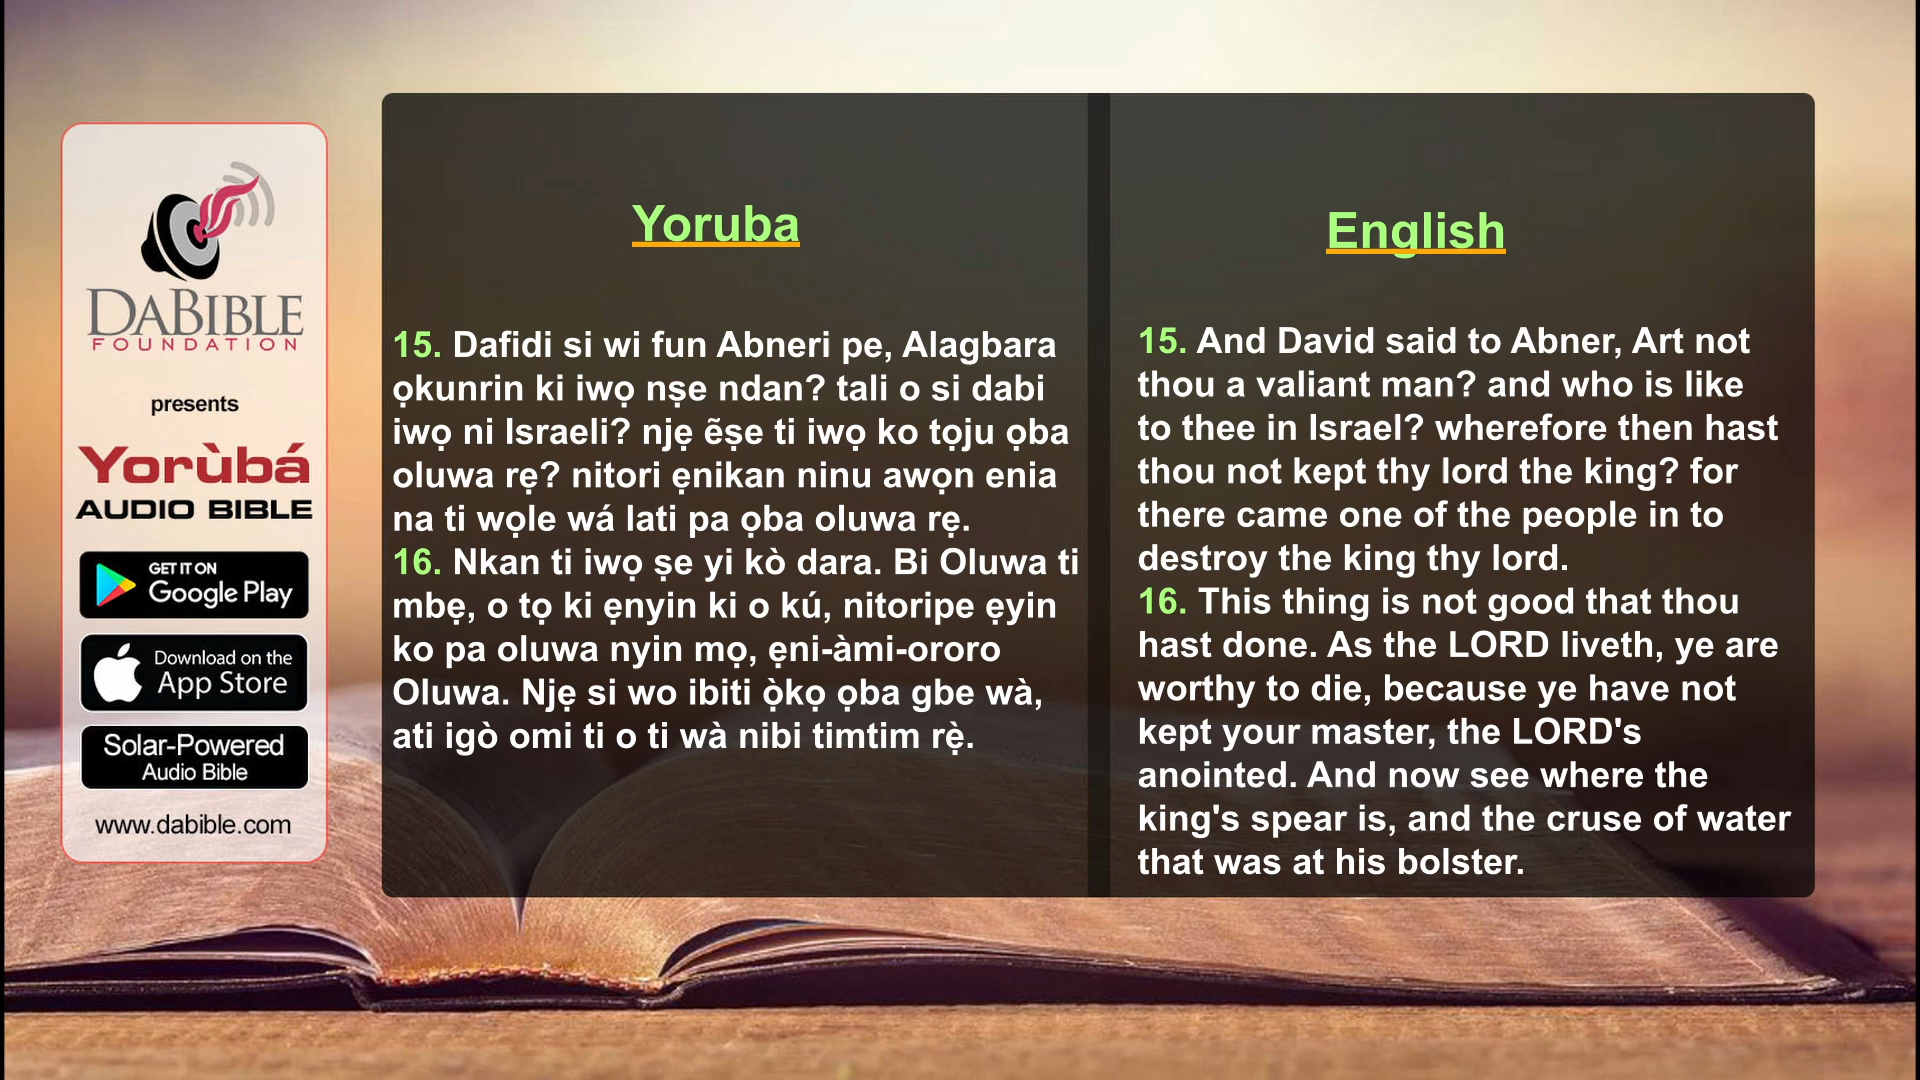 DABIBLE
FOUNDATION
presents
Yorùbá
AUDIO BIBLE
GET IT ON
Google Play
Download on the
App Store
Solar-Powered
Audio Bible
www.dabible.com
Yoruba
15. Dafidi si wi fun Abneri pe, Alagbara
ọkunrin ki iwọ nṣe ndan? tali o si dabi
iwọ ni Israeli? njẹ ẽṣe ti iwọ ko tọju ọba
oluwa rẹ? nitori ẹnikan ninu awọn enia
na ti wọle wá lati pa ọba oluwa rẹ.
16. Nkan ti iwọ ṣe yi kò dara. Bi Oluwa ti
mbẹ, o tọ ki ẹnyin ki o kú, nitoripe ẹyin
ko pa oluwa nyin mọ, ẹni-àmi-ororo
Oluwa. Njẹ si wo ibiti ọ̀kọ ọba gbe wà,
ati igò omi ti o ti wà nibi timtim rẹ̀.
English
15. And David said to Abner, Art not
thou a valiant man? and who is like
to thee in Israel? wherefore then hast
thou not kept thy lord the king? for
there came one of the people in to
destroy the king thy lord.
16. This thing is not good that thou
hast done. As the LORD liveth, ye are
worthy to die, because ye have not
kept your master, the LORD's
anointed. And now see where the
king's spear is, and the cruse of water
that was at his bolster.